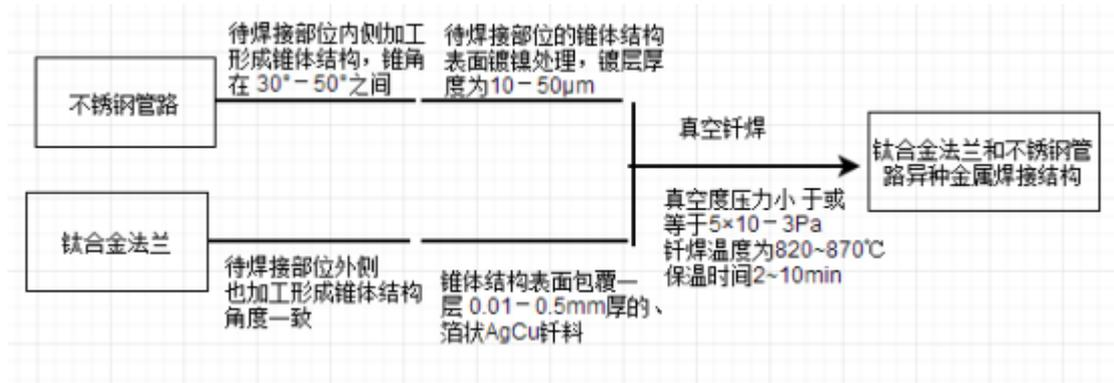 待焊接部位内侧加工
形成锥体结构，锥角
在 30°－50°之间
待焊接部位的锥体结构
表面镀镍处理，镀层厚
度为10－50μm
不锈钢管路
真空钎焊
钛合金法兰和不锈钢管
路异种金属焊接结构
真空度压力小 于或
等于5×10－3Pa
钎焊温度为820~870℃
保温时间2~10min
钛合金法兰
待焊接部位外侧
也加工形成锥体结构
角度一致
锥体结构表面包覆一
层 0.01－0.5mm厚的、
箔状AgCu钎料